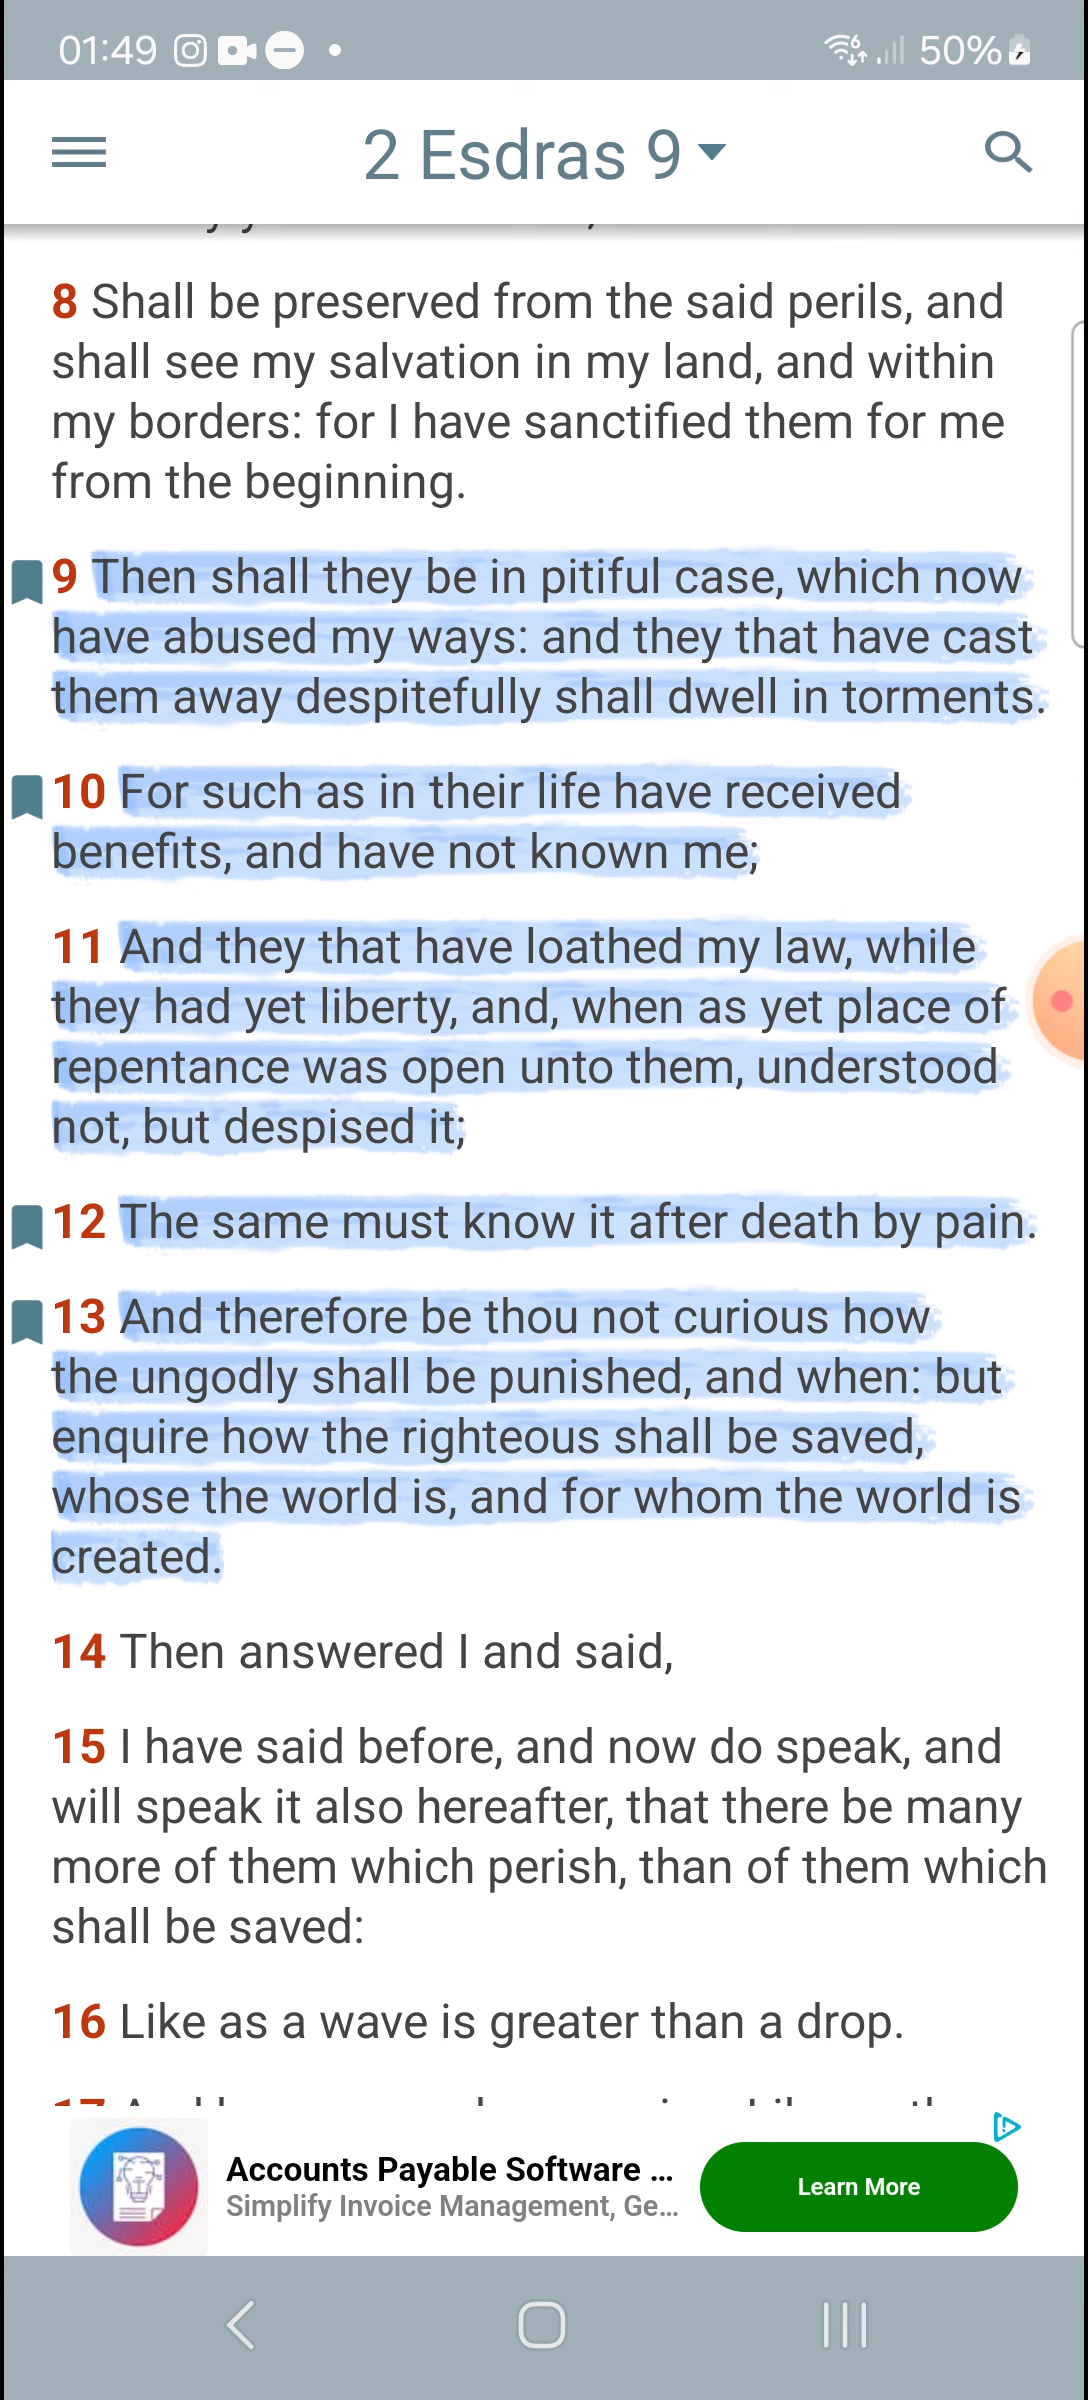 01:49
6
50%
2 Esdras 9
8 Shall be preserved from the said perils, and
shall see my salvation in my land, and within
my borders: for I have sanctified them for me
from the beginning.
9 Then shall they be in pitiful case, which now
have abused my ways: and they that have cast
them away despitefully shall dwell in torments.
10 For such as in their life have received
benefits, and have not known me;
11 And they that have loathed my law, while
they had yet liberty, and, when as yet place of
repentance was open unto them, understood
not, but despised it;
12 The same must know it after death by pain.
13 And therefore be thou not curious how
the ungodly shall be punished, and when: but
enquire how the righteous shall be saved,
whose the world is, and for whom the world is
created.
14 Then answered I and said,
15 I have said before, and now do speak, and
will speak it also hereafter, that there be many
more of them which perish, than of them which
shall be saved:
16 Like as a wave is greater than a drop.
Accounts Payable Software ...
Simplify Invoice Management, Ge...
Learn More